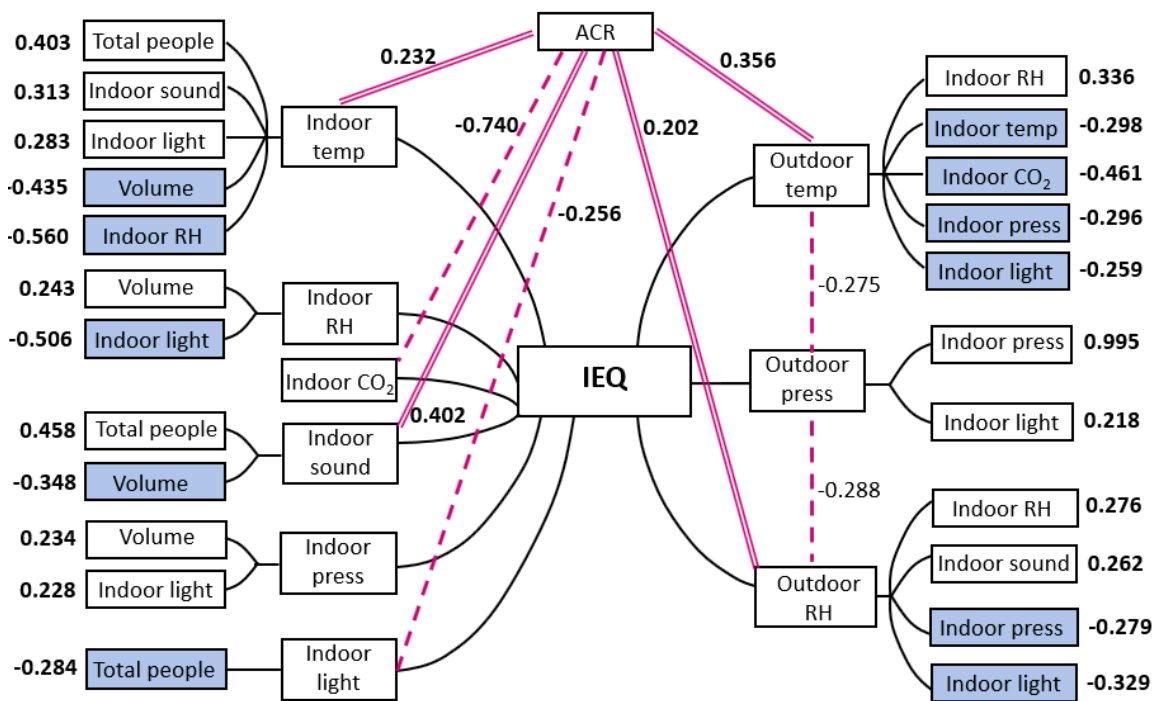 ACR
0.232
0.356
-0.740
0.202
-0.256
0.402
0.403
Total people
0.313
Indoor sound
0.283
Indoor light
-0.435
Volume
-0.560
Indoor RH
Indoor
temp
0.243
Volume
-0.506
Indoor light
Indoor
RH
Indoor CO₂
0.458
Total people
-0.348
Volume
Indoor
sound
0.234
Volume
0.228
Indoor light
Indoor
press
-0.284
Total people
Indoor
light
IEQ
Outdoor
temp
Indoor RH
0.336
Indoor temp
-0.298
Indoor CO₂
-0.461
Indoor press
-0.296
Indoor light
-0.259
-0.275
Outdoor
press
Indoor press
0.995
Indoor light
0.218
-0.288
Outdoor
RH
Indoor RH
0.276
Indoor sound
0.262
Indoor press
-0.279
Indoor light
-0.329